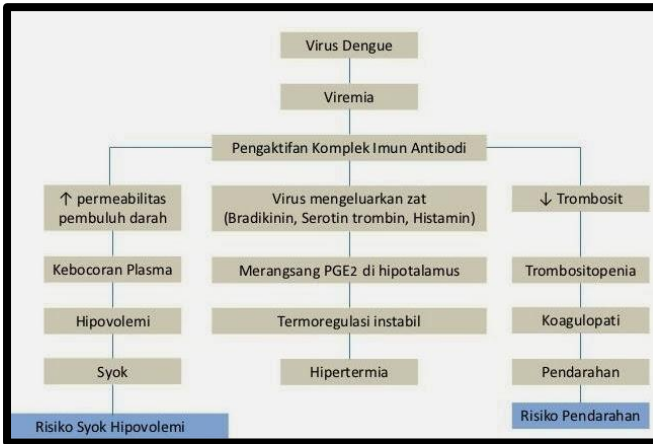 Virus Dengue
Viremia
Pengaktifan Komplek Imun Antibodi
↑ permeabilitas
pembuluh darah
Virus mengeluarkan zat
(Bradikinin, Serotin trombin, Histamin)
↓ Trombosit
Kebocoran Plasma
Merangsang PGE2 di hipotalamus
Trombositopenia
Hipovolemi
Termoregulasi instabil
Koagulopati
Syok
Hipertermia
Pendarahan
Risiko Syok Hipovolemi
Risiko Pendarahan